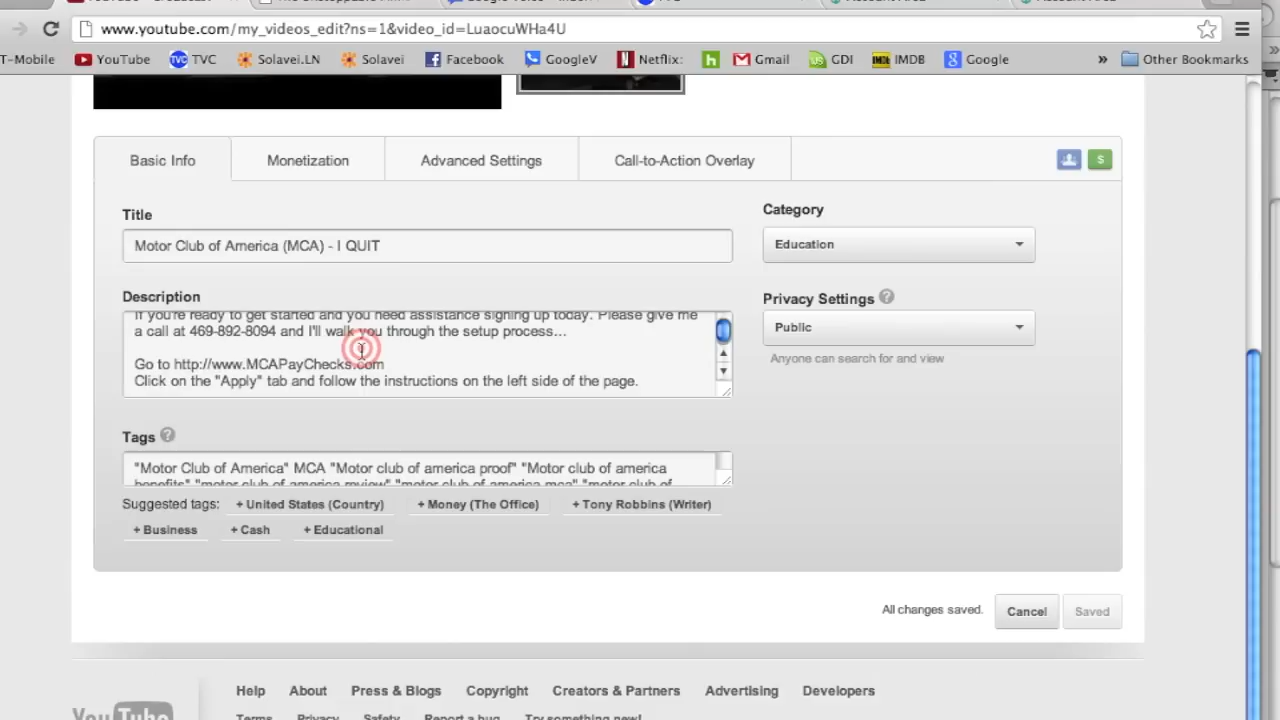 www.youtube.com/my_videos_edit?ns=1&video_id=LuaocuWHa4U
T-Mobile YouTube TVC TVC Solavei.LN Solavei Facebook GoogleV Netflix: h Gmail GDI IMDB IMDB Google » Other Bookmarks
Basic Info Monetization Advanced Settings Call-to-Action Overlay $
Title
Motor Club of America (MCA) - I QUIT
Category
Education
Description
If you're ready to get started and you need assistance signing up today. Please give me
a call at 469-892-8094 and I'll walk you through the setup process...
Go to http://www.MCAPayChecks.com
Click on the "Apply" tab and follow the instructions on the left side of the page.
Privacy Settings ?
Public
Anyone can search for and view
Tags ?
"Motor Club of America" MCA "Motor club of america proof" "Motor club of america
benefits" "motor club of america review" "motor club of america mca" "motor club of
Suggested tags: + United States (Country) + Money (The Office) + Tony Robbins (Writer)
+ Business + Cash + Educational
All changes saved. Cancel Saved
Help About Press & Blogs Copyright Creators & Partners Advertising Developers
YouTube
Terms Privacy Safety Report a bug Try something new!